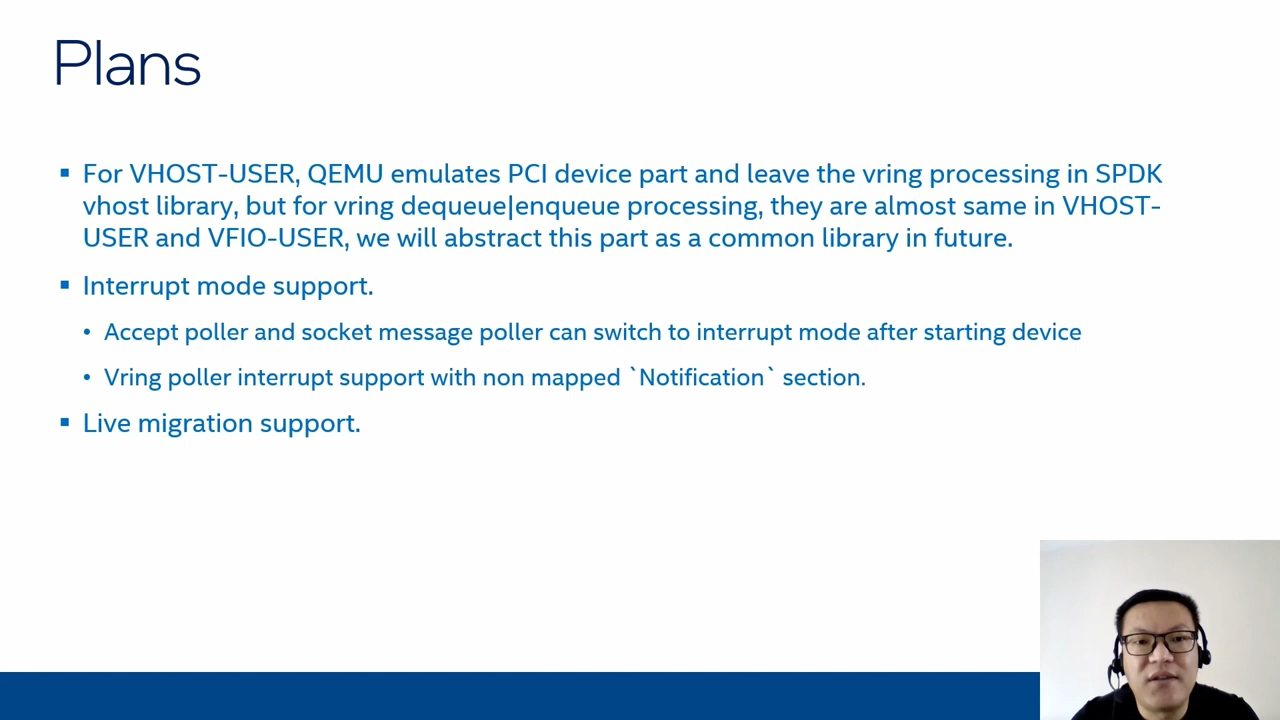 Plans
▪ For VHOST-USER, QEMU emulates PCI device part and leave the vring processing in SPDK
vhost library, but for vring dequeue|enqueue processing, they are almost same in VHOST-
USER and VFIO-USER, we will abstract this part as a common library in future.
▪ Interrupt mode support.
• Accept poller and socket message poller can switch to interrupt mode after starting device
• Vring poller interrupt support with non mapped `Notification` section.
▪ Live migration support.